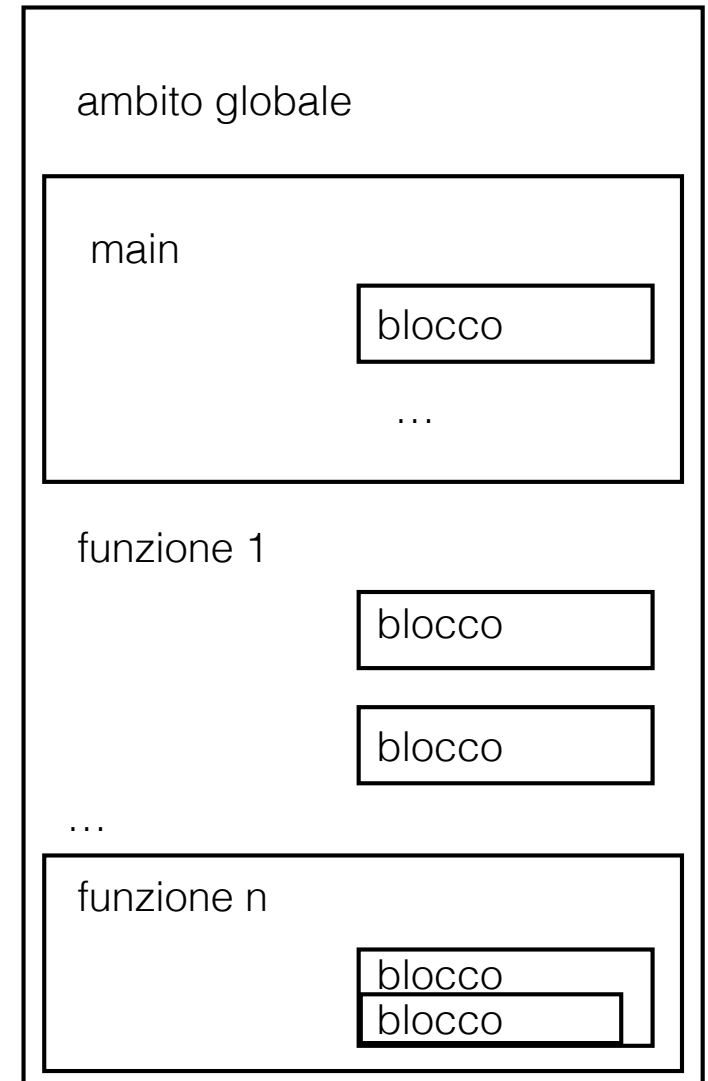 ambito globale
main
blocco
…
funzione 1
blocco
blocco
…
funzione n
blocco
blocco